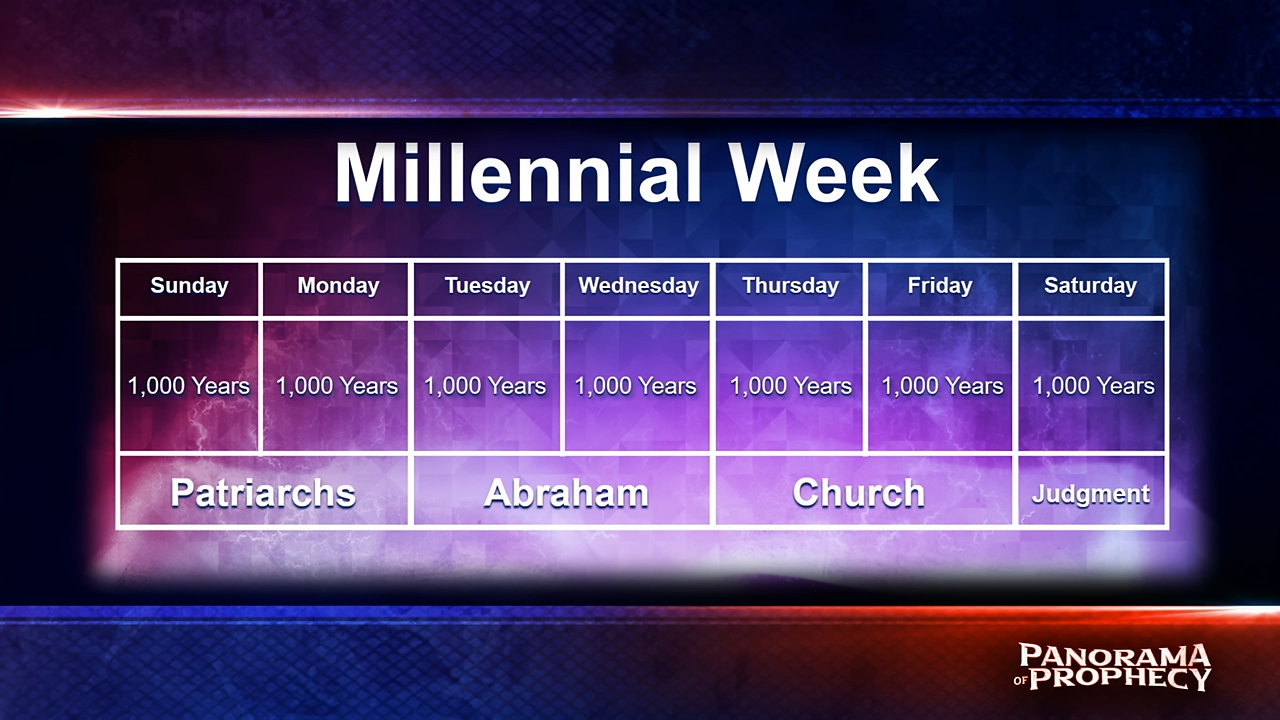 Millennial Week
Sunday Monday Tuesday Wednesday Thursday Friday Saturday
1,000 Years 1,000 Years 1,000 Years 1,000 Years 1,000 Years 1,000 Years 1,000 Years
Patriarchs Abraham Church Judgment
PANORAMA
OF PROPHECY